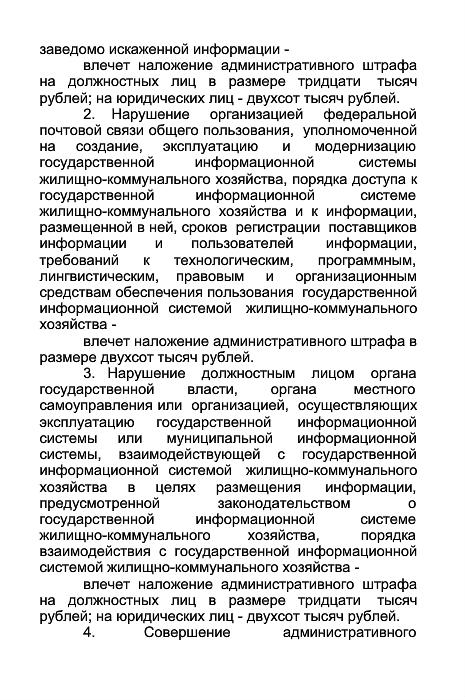 заведомо искаженной информации -
влечет наложение административного штрафа
на должностных лиц в размере тридцати тысяч
рублей; на юридических лиц - двухсот тысяч рублей.
2. Нарушение организацией федеральной
почтовой связи общего пользования, уполномоченной
на создание, эксплуатацию и модернизацию
государственной информационной системы
жилищно-коммунального хозяйства, порядка доступа к
государственной информационной системе
жилищно-коммунального хозяйства и к информации,
размещенной в ней, сроков регистрации поставщиков
информации и пользователей информации,
требований к технологическим, программным,
лингвистическим, правовым и организационным
средствам обеспечения пользования государственной
информационной системой жилищно-коммунального
хозяйства -
влечет наложение административного штрафа в
размере двухсот тысяч рублей.
3. Нарушение должностным лицом органа
государственной власти, органа местного
самоуправления или организацией, осуществляющих
эксплуатацию государственной информационной
системы или муниципальной информационной
системы, взаимодействующей с государственной
информационной системой жилищно-коммунального
хозяйства в целях размещения информации,
предусмотренной законодательством о
государственной информационной системе
жилищно-коммунального хозяйства, порядка
взаимодействия с государственной информационной
системой жилищно-коммунального хозяйства -
влечет наложение административного штрафа
на должностных лиц в размере тридцати тысяч
рублей; на юридических лиц - двухсот тысяч рублей.
4. Совершение административного